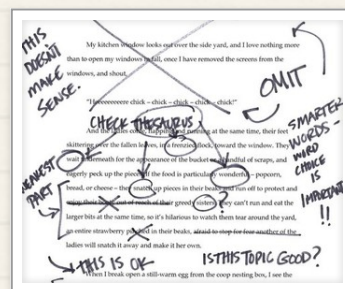 THIS
DOESN'T
MAKE
SENSE.
My kitchen window looks out over the side yard, and I love nothing more
than to open my windows in fall, once I have removed the screens from the
windows, and shout,
OMIT
"Heeeeeeeere chick – chick – chick – chick – chick!"
CHECK THESAURUS
SMARTER
WORDS –
WORD
CHOICE
IS
IMPORTANT
!!
And the ladies come, flapping and running at the same time, their feet
skittering over the fallen leaves, in a freezing flock, toward the window. They
wait underneath for the appearance of the bucket or handful of scraps, and
eagerly peck up the pieces if the food is particularly wonderful – popcorn,
WEAKEST
PART
bread, or cheese – they snatch up pieces in their beaks and run off to protect and
enjoy their bounty out of reach of their greedy sisters they can't run and eat the
larger bits at the same time, so it's hilarious to watch them tear around the yard,
an entire strawberry in their beaks, afraid to stop for fear another of the
ladies will snatch it away and make it her own.
THIS IS OK
IS THIS TOPIC GOOD?
When I break open a still-warm egg from the coop nesting box, I see the